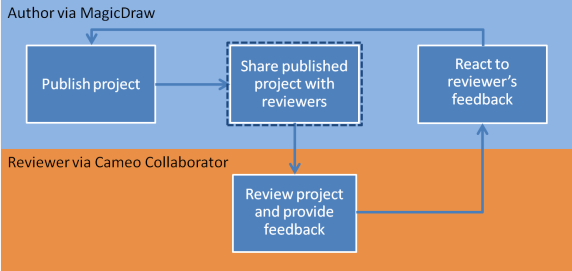 Author via MagicDraw
Publish project
Share published
project with
reviewers
React to
reviewer's
feedback
Reviewer via Cameo Collaborator
Review project
and provide
feedback